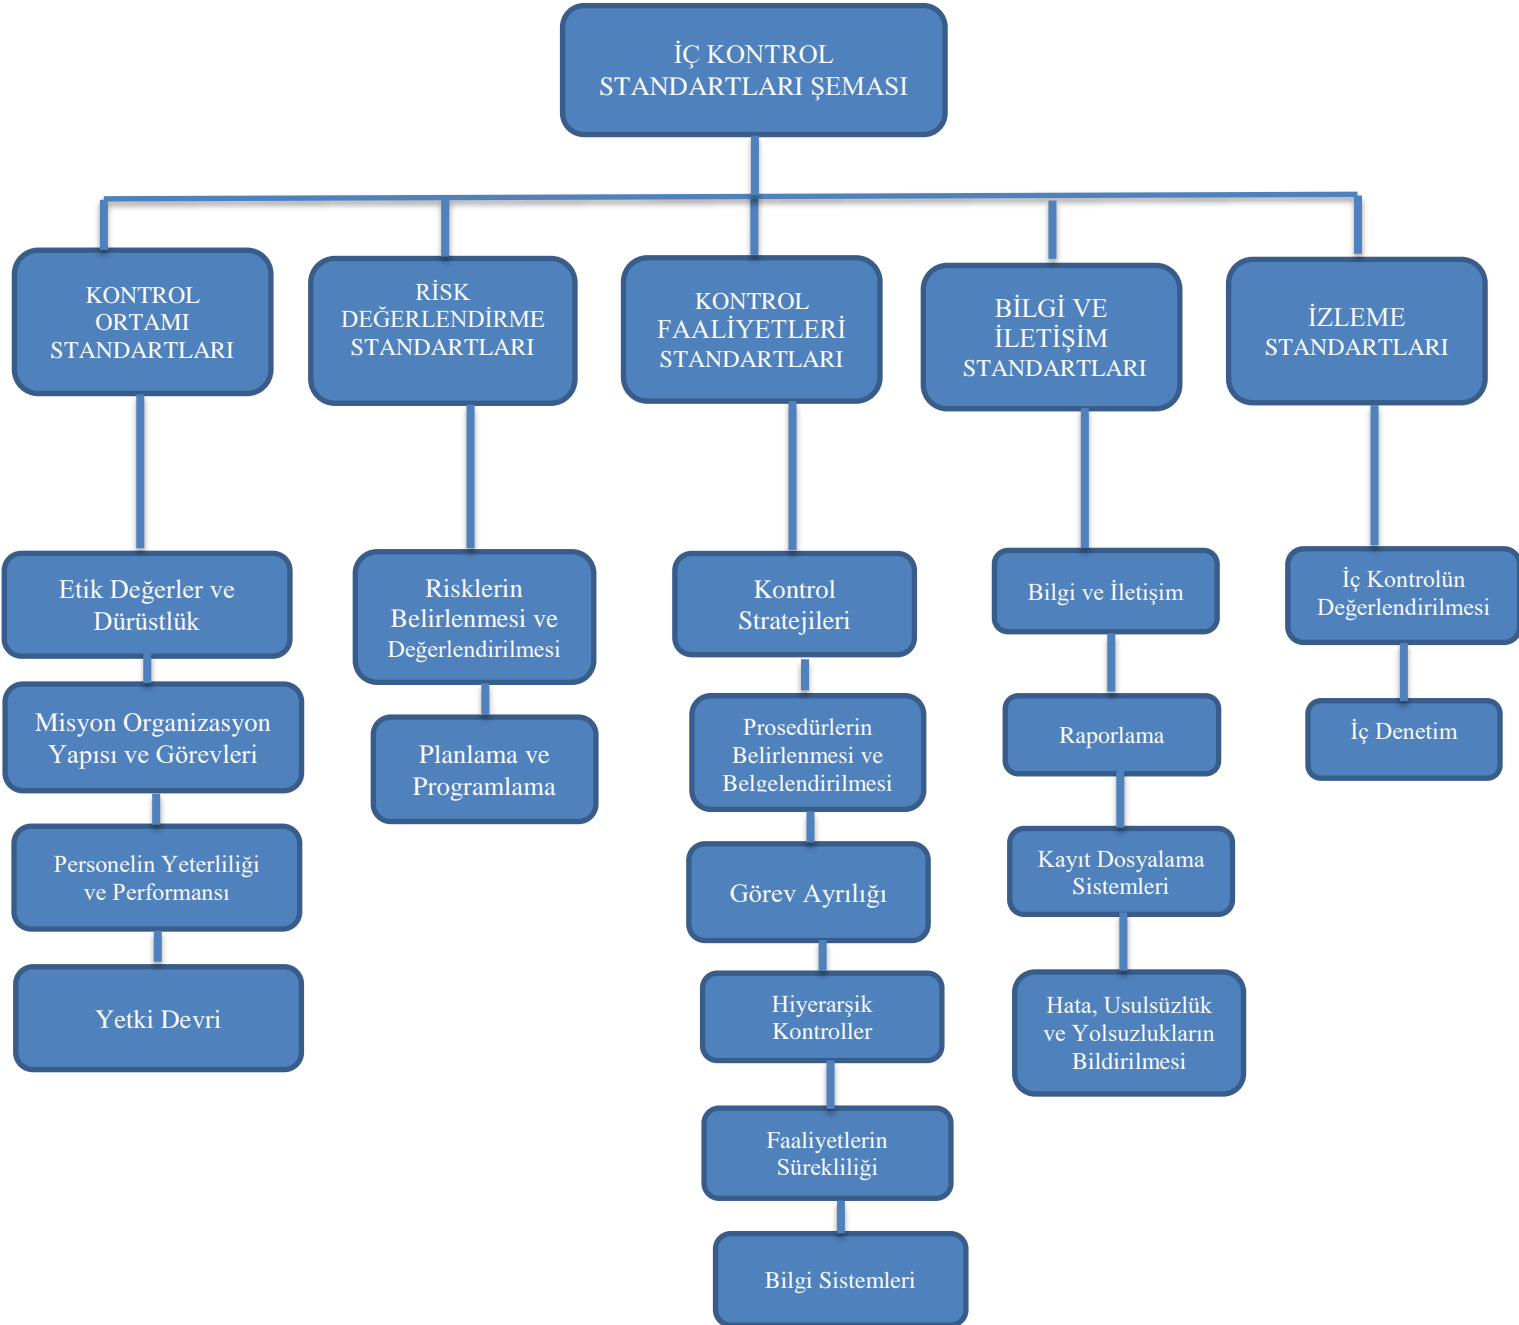 İÇ KONTROL
STANDARTLARI ŞEMASI
KONTROL
ORTAMI
STANDARTLARI
RİSK
DEĞERLENDİRME
STANDARTLARI
KONTROL
FAALİYETLERİ
STANDARTLARI
BİLGİ VE
İLETİŞİM
STANDARTLARI
İZLEME
STANDARTLARI
Etik Değerler ve
Dürüstlük
Misyon Organizasyon
Yapısı ve Görevleri
Personelin Yeterliliği
ve Performansı
Yetki Devri
Risklerin
Belirlenmesi ve
Değerlendirilmesi
Planlama ve
Programlama
Kontrol
Stratejileri
Prosedürlerin
Belirlenmesi ve
Belgelendirilmesi
Görev Ayrılığı
Hiyerarşik
Kontroller
Faaliyetlerin
Sürekliliği
Bilgi Sistemleri
Bilgi ve İletişim
Raporlama
Kayıt Dosyalama
Sistemleri
Hata, Usulsüzlük
ve Yolsuzlukların
Bildirilmesi
İç Kontrolün
Değerlendirilmesi
İç Denetim